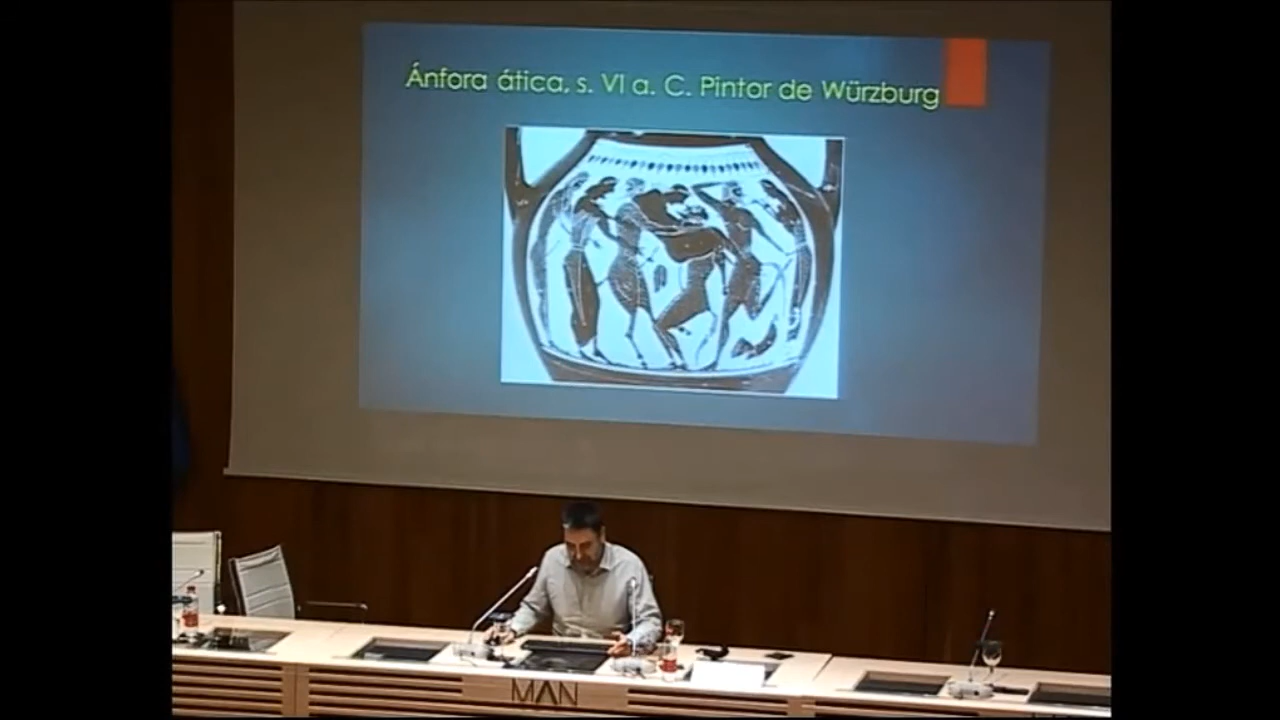 Ánfora ática, s. VI a. C. Pintor de Würzburg
MAN